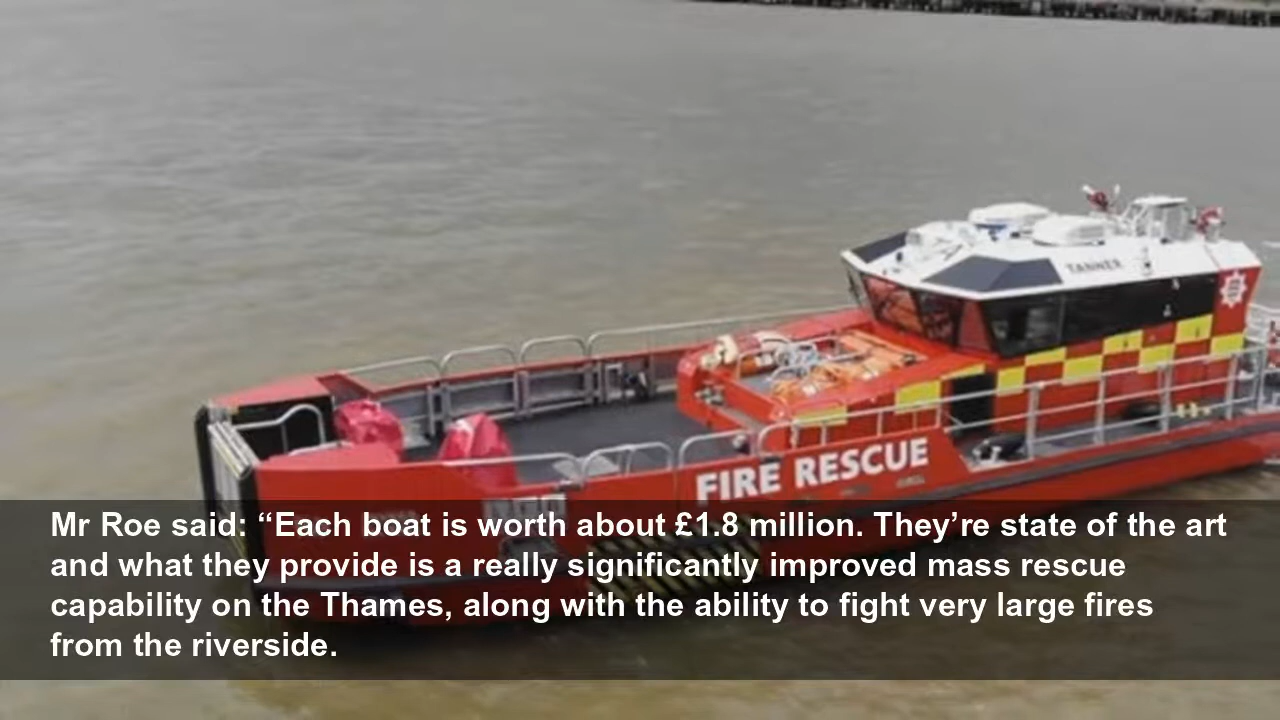 TANNER
FIRE RESCUE
Mr Roe said: “Each boat is worth about £1.8 million. They’re state of the art
and what they provide is a really significantly improved mass rescue
capability on the Thames, along with the ability to fight very large fires
from the riverside.